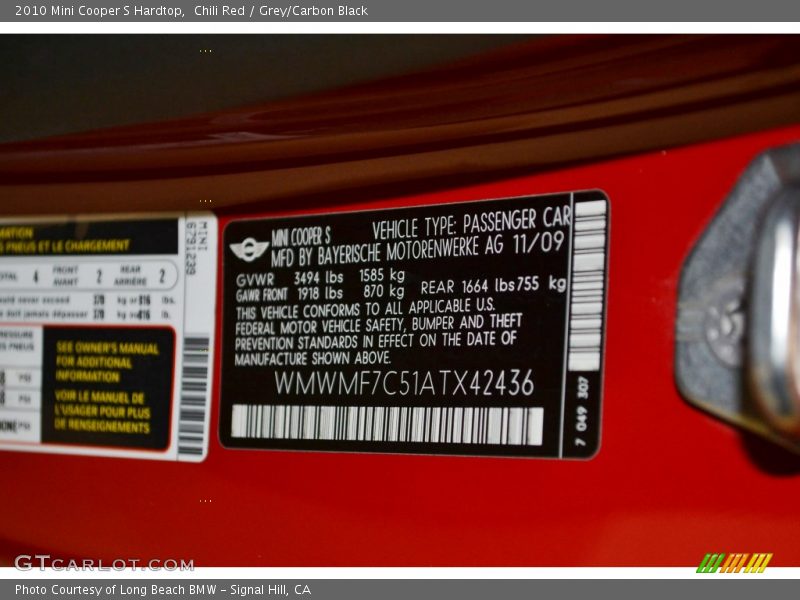 2010 Mini Cooper S Hardtop,  Chili Red / Grey/Carbon Black
MINI COOPER S VEHICLE TYPE: PASSENGER CAR
MFD BY BAYERISCHE MOTORENWERKE AG 11/09
GVWR 3494 lbs 1585 kg
GAWR FRONT 1918 lbs 870 kg REAR 1664 lbs 755 kg
THIS VEHICLE CONFORMS TO ALL APPLICABLE U.S.
FEDERAL MOTOR VEHICLE SAFETY, BUMPER AND THEFT
PREVENTION STANDARDS IN EFFECT ON THE DATE OF
MANUFACTURE SHOWN ABOVE.
WMWMF7C51ATX42436
7 049 307
PNEUS ET LE CHARGEMENT
4 FRONT AVANT 2 REAR ARRIÈRE 2
SEE OWNER'S MANUAL
FOR ADDITIONAL
INFORMATION
VOIR LE MANUEL DE
L'USAGER POUR PLUS
DE RENSEIGNEMENTS
MINI
6791239
GTCARLOT.COM
Photo Courtesy of Long Beach BMW – Signal Hill, CA